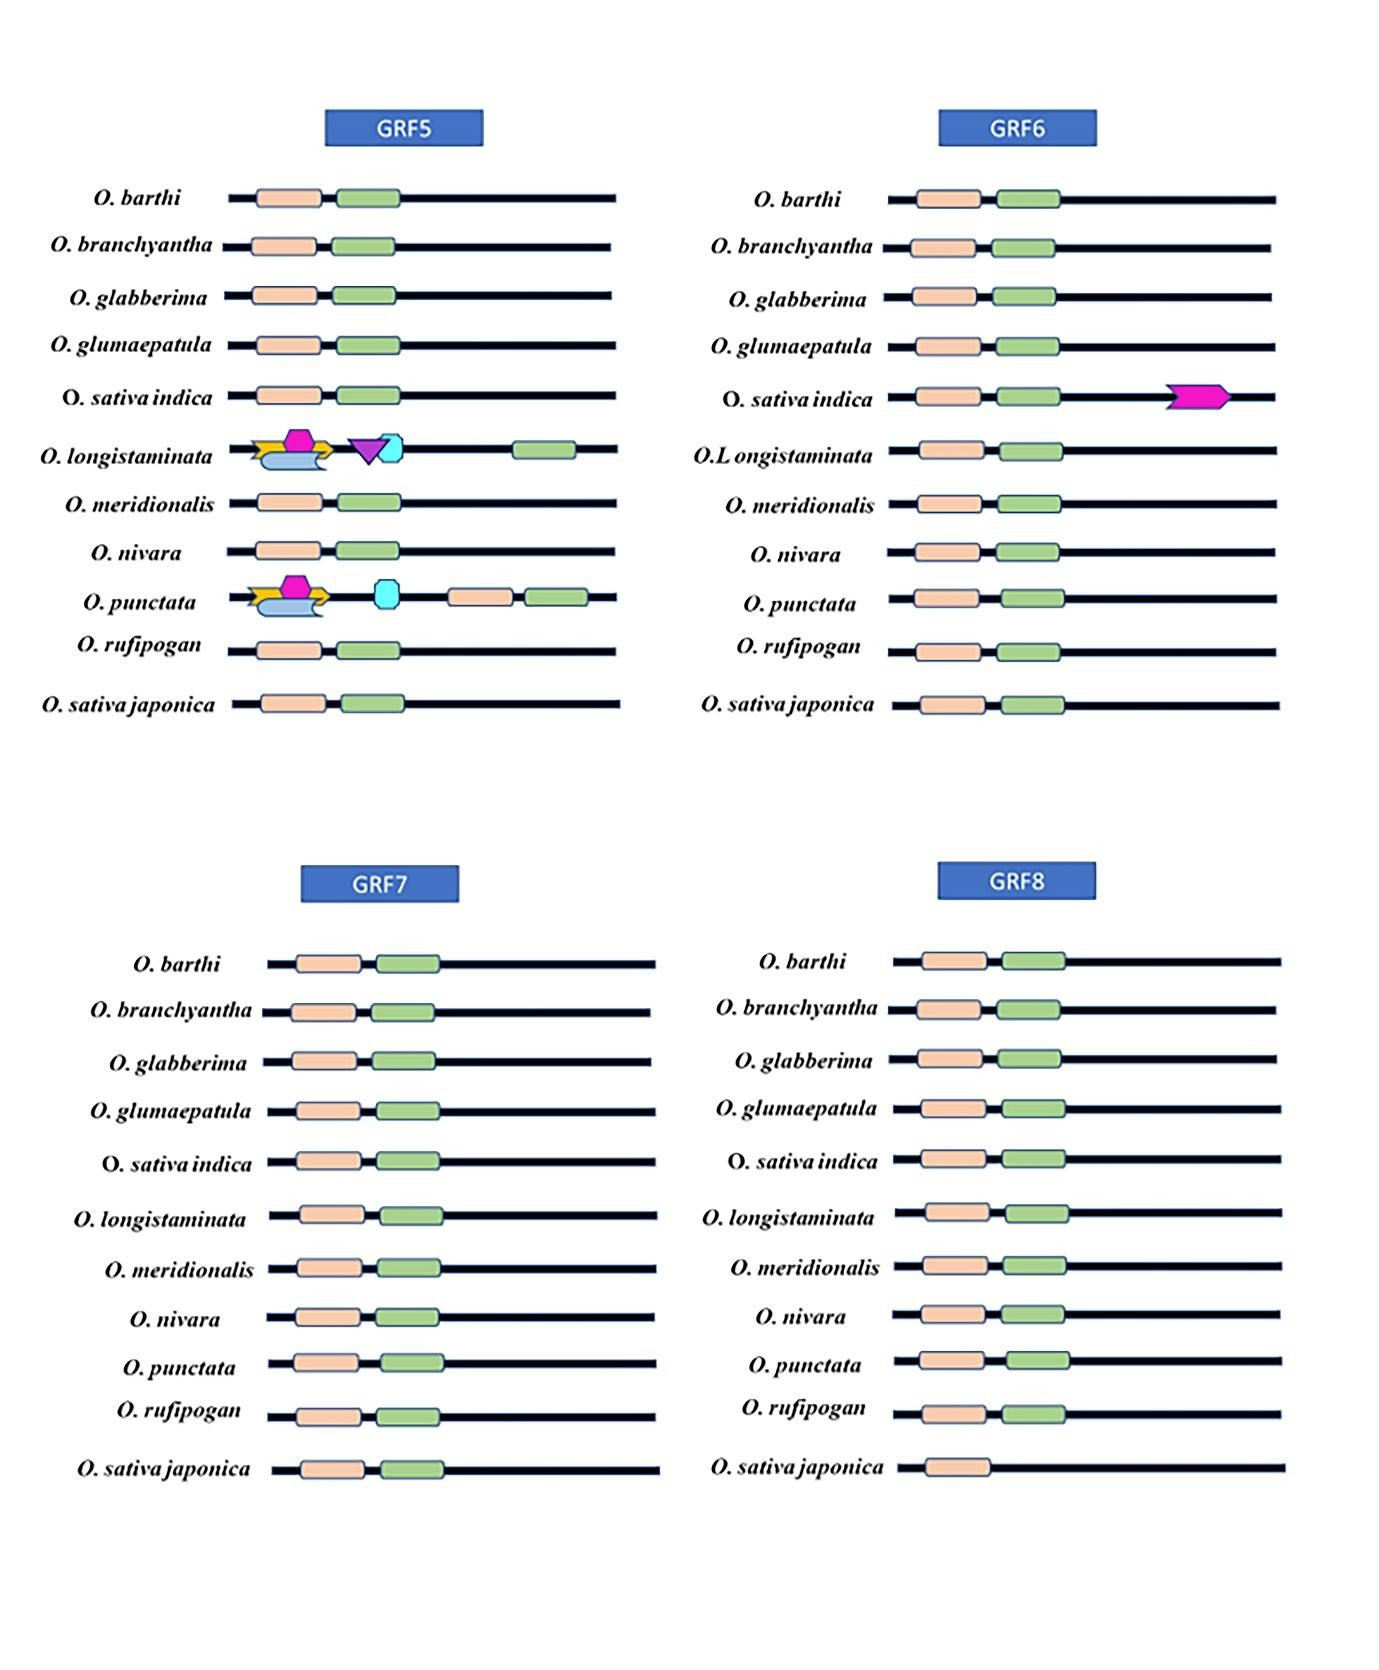 GRF5
O. barthi
O. branchyantha
O. glabberima
O. glumaepatula
O. sativa indica
O. longistaminata
O. meridionalis
O. nivara
O. punctata
O. rufipogan
O. sativa japonica
GRF6
O. barthi
O. branchyantha
O. glabberima
O. glumaepatula
O. sativa indica
O.L ongistaminata
O. meridionalis
O. nivara
O. punctata
O. rufipogan
O. sativa japonica
GRF7
O. barthi
O. branchyantha
O. glabberima
O. glumaepatula
O. sativa indica
O. longistaminata
O. meridionalis
O. nivara
O. punctata
O. rufipogan
O. sativa japonica
GRF8
O. barthi
O. branchyantha
O. glabberima
O. glumaepatula
O. sativa indica
O. longistaminata
O. meridionalis
O. nivara
O. punctata
O. rufipogan
O. sativa japonica